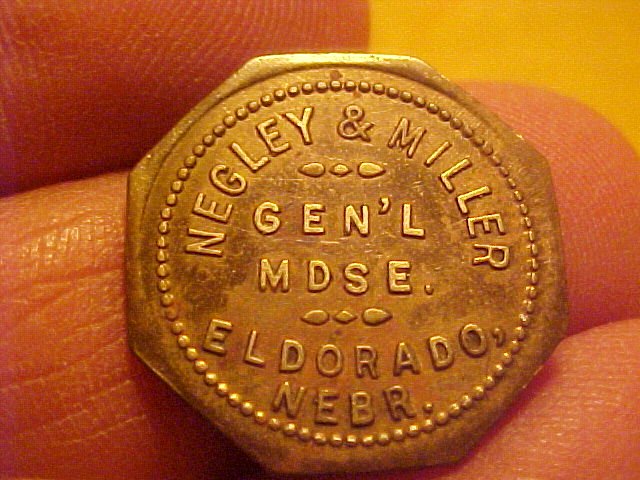 NEGLEY & MILLER
GEN'L
MDSE.
ELDORADO,
NEBR.